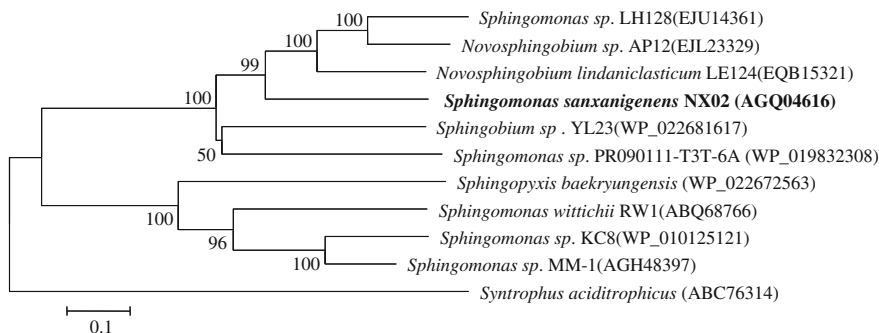 100
Sphingomonas sp. LH128(EJU14361)
100
Novosphingobium sp. AP12(EJL23329)
99
Novosphingobium lindaniclasticum LE124(EQB15321)
100
Sphingomonas sanxanigenens NX02 (AGQ04616)
Sphingobium sp . YL23(WP_022681617)
50
Sphingomonas sp. PR090111-T3T-6A (WP_019832308)
Sphingopyxis baekryungensis (WP_022672563)
100
Sphingomonas wittichii RW1(ABQ68766)
96
Sphingomonas sp. KC8(WP_010125121)
100
Sphingomonas sp. MM-1(AGH48397)
Syntrophus aciditrophicus (ABC76314)
0.1